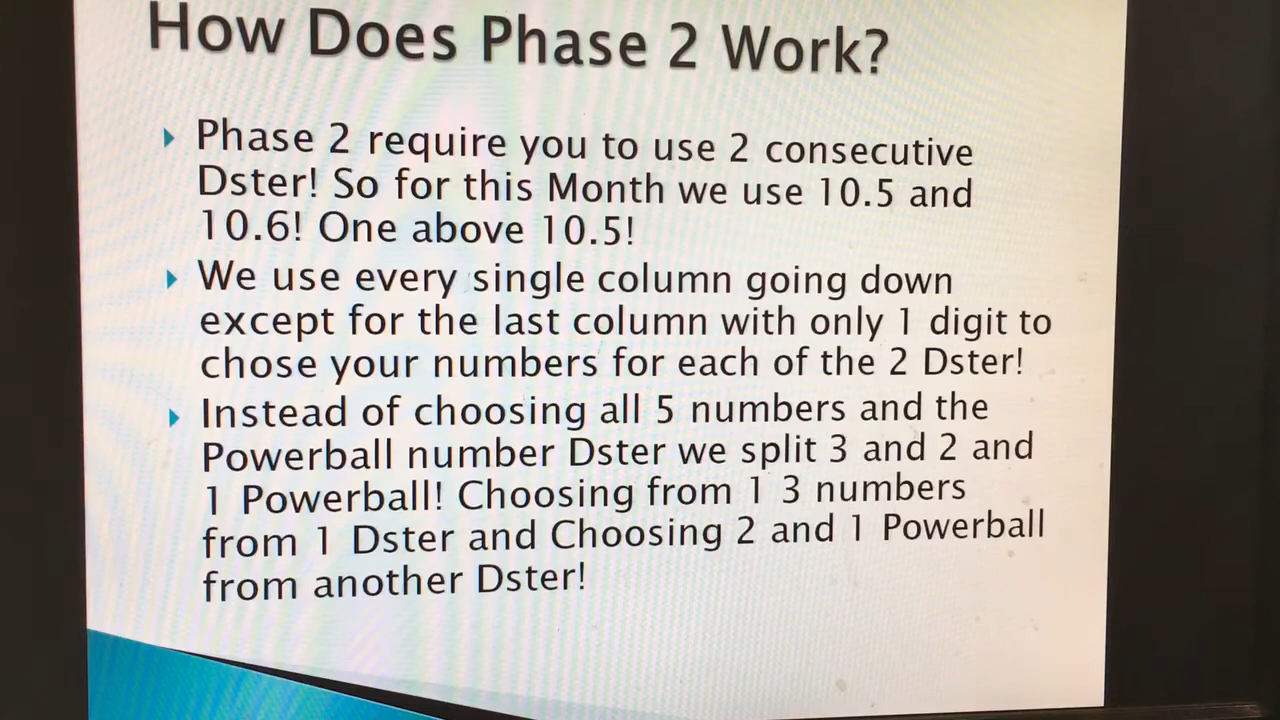 How Does Phase 2 Work?
Phase 2 require you to use 2 consecutive
Dster! So for this Month we use 10.5 and
10.6! One above 10.5!
We use every single column going down
except for the last column with only 1 digit to
chose your numbers for each of the 2 Dster!
Instead of choosing all 5 numbers and the
Powerball number Dster we split 3 and 2 and
1 Powerball! Choosing from 1 3 numbers
from 1 Dster and Choosing 2 and 1 Powerball
from another Dster!